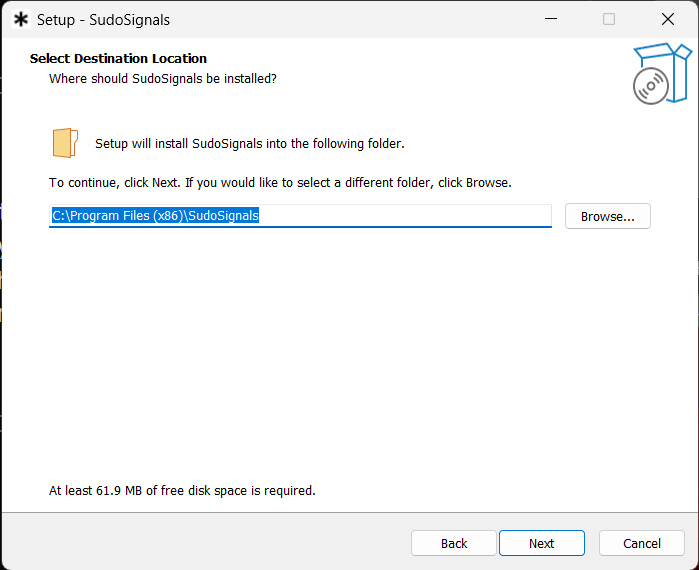 Setup - SudoSignals
Select Destination Location
Where should SudoSignals be installed?
Setup will install SudoSignals into the following folder.
To continue, click Next. If you would like to select a different folder, click Browse.
C:\Program Files (x86)\SudoSignals
Browse...
At least 61.9 MB of free disk space is required.
Back
Next
Cancel